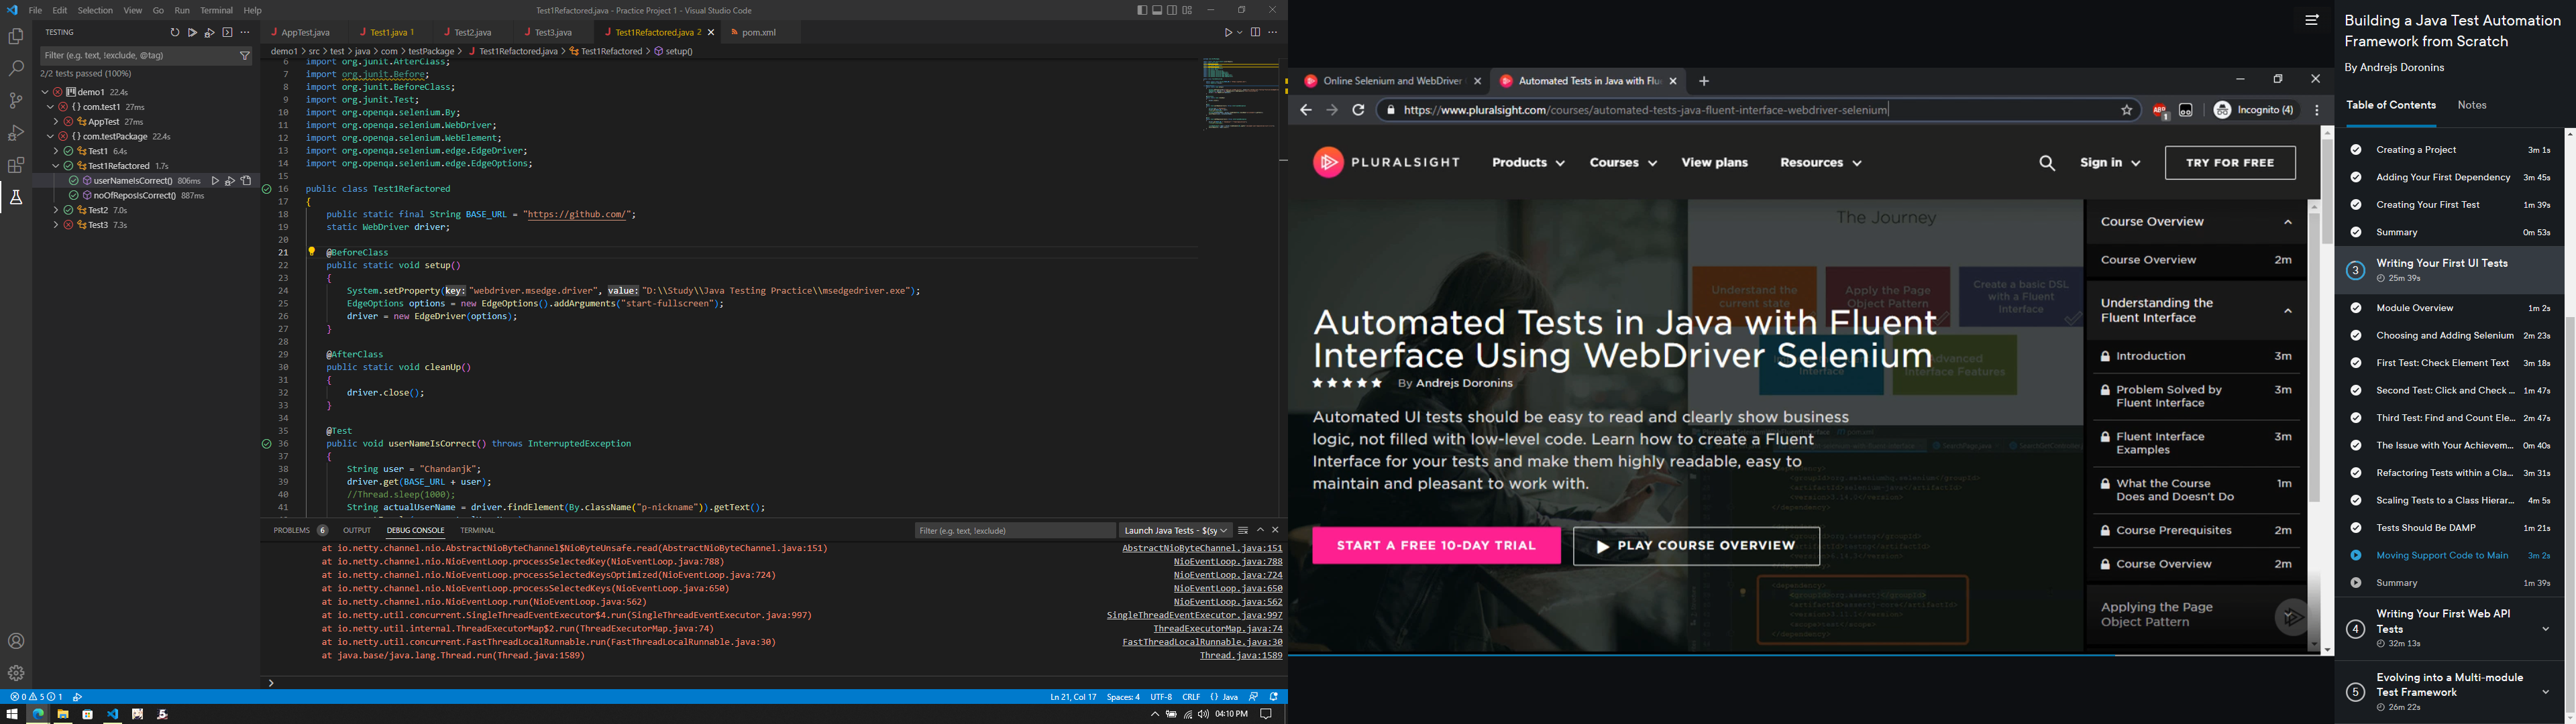 File Edit Selection View Go Run Terminal Help
Test1Refactored.java - Practice Project 1 - Visual Studio Code
TESTING
Filter (e.g. text, !exclude, @tag)
2/2 tests passed (100%)
demo1 22.4s
{} com.test1 27ms
AppTest 27ms
{} com.testPackage 22.4s
Test1 6.4s
Test1Refactored 1.7s
userNameIsCorrect() 806ms
noOfReposIsCorrect() 887ms
Test2 7.0s
Test3 7.3s
AppTest.java
Test1.java 1
Test2.java
Test3.java
Test1Refactored.java 2
pom.xml
demo1 > src > test > java > com > testPackage > Test1Refactored.java > Test1Refactored > setup()
6 import org.junit.AfterClass;
7 import org.junit.Before;
8 import org.junit.BeforeClass;
9 import org.junit.Test;
10 import org.openqa.selenium.By;
11 import org.openqa.selenium.WebDriver;
12 import org.openqa.selenium.WebElement;
13 import org.openqa.selenium.edge.EdgeDriver;
14 import org.openqa.selenium.edge.EdgeOptions;
15
16 public class Test1Refactored
17 {
18 public static final String BASE_URL = "https://github.com/";
19 static WebDriver driver;
20
21 @BeforeClass
22 public static void setup()
23 {
24 System.setProperty(key:"webdriver.msedge.driver", value:"D:\\Study\\Java Testing Practice\\msedgedriver.exe");
25 EdgeOptions options = new EdgeOptions().addArguments("start-fullscreen");
26 driver = new EdgeDriver(options);
27 }
28
29 @AfterClass
30 public static void cleanUp()
31 {
32 driver.close();
33 }
34
35 @Test
36 public void userNameIsCorrect() throws InterruptedException
37 {
38 String user = "Chandanjk";
39 driver.get(BASE_URL + user);
40 //Thread.sleep(1000);
41 String actualUserName = driver.findElement(By.className("p-nickname")).getText();
PROBLEMS 6 OUTPUT DEBUG CONSOLE TERMINAL
Filter (e.g. text, !exclude)
Launch Java Tests - $(sy
at io.netty.channel.nio.AbstractNioByteChannel$NioByteUnsafe.read(AbstractNioByteChannel.java:151) AbstractNioByteChannel.java:151
at io.netty.channel.nio.NioEventLoop.processSelectedKey(NioEventLoop.java:788) NioEventLoop.java:788
at io.netty.channel.nio.NioEventLoop.processSelectedKeysOptimized(NioEventLoop.java:724) NioEventLoop.java:724
at io.netty.channel.nio.NioEventLoop.processSelectedKeys(NioEventLoop.java:650) NioEventLoop.java:650
at io.netty.channel.nio.NioEventLoop.run(NioEventLoop.java:562) NioEventLoop.java:562
at io.netty.util.concurrent.SingleThreadEventExecutor$4.run(SingleThreadEventExecutor.java:997) SingleThreadEventExecutor.java:997
at io.netty.util.internal.ThreadExecutorMap$2.run(ThreadExecutorMap.java:74) ThreadExecutorMap.java:74
at io.netty.util.concurrent.FastThreadLocalRunnable.run(FastThreadLocalRunnable.java:30) FastThreadLocalRunnable.java:30
at java.base/java.lang.Thread.run(Thread.java:1589) Thread.java:1589
0 5 1
Ln 21, Col 17 Spaces: 4 UTF-8 CRLF {} Java
04:10 PM
Online Selenium and WebDriver
Automated Tests in Java with Flu
https://www.pluralsight.com/courses/automated-tests-java-fluent-interface-webdriver-selenium
ABP 1
Incognito (4)
PLURALSIGHT
Products Courses View plans Resources
Sign in
TRY FOR FREE
The Journey
Understand the current state
Apply the Page Object Pattern
Create a basic DSL with a Fluent Interface
Interface
Advanced Interface Features
Automated Tests in Java with Fluent
Interface Using WebDriver Selenium
By Andrejs Doronins
Automated UI tests should be easy to read and clearly show business
logic, not filled with low-level code. Learn how to create a Fluent
Interface for your tests and make them highly readable, easy to
maintain and pleasant to work with.
START A FREE 10-DAY TRIAL
PLAY COURSE OVERVIEW
Course Overview
Course Overview 2m
Understanding the
Fluent Interface
Introduction 3m
Problem Solved by 3m
Fluent Interface
Fluent Interface 3m
Examples
What the Course 1m
Does and Doesn't Do
Course Prerequisites 2m
Course Overview 2m
Applying the Page
Object Pattern
Building a Java Test Automation
Framework from Scratch
By Andrejs Doronins
Table of Contents Notes
Creating a Project 3m 1s
Adding Your First Dependency 3m 45s
Creating Your First Test 1m 39s
Summary 0m 53s
3 Writing Your First UI Tests
25m 39s
Module Overview 1m 2s
Choosing and Adding Selenium 2m 23s
First Test: Check Element Text 3m 18s
Second Test: Click and Check ... 1m 47s
Third Test: Find and Count Ele... 2m 47s
The Issue with Your Achievem... 0m 40s
Refactoring Tests within a Cla... 3m 31s
Scaling Tests to a Class Hierar... 4m 5s
Tests Should Be DAMP 1m 21s
Moving Support Code to Main 3m 2s
Summary 1m 39s
4 Writing Your First Web API
Tests
32m 13s
5 Evolving into a Multi-module
Test Framework
26m 22s